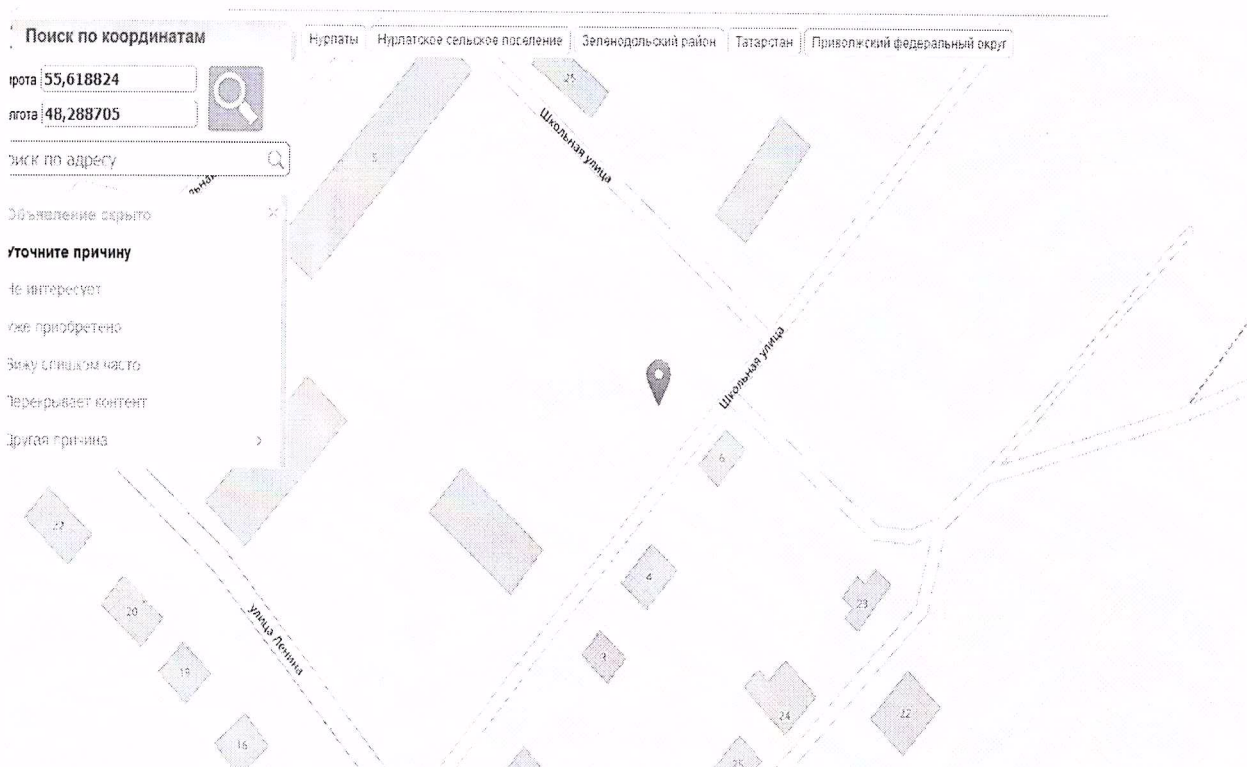 Поиск по координатам
Нурлаты
Нурлатское сельское поселение
Зеленодольский район
Татарстан
Приволжский федеральный округ
ирота 55,618824
лгота 48,288705
оиск по адресу
льная
Объявление скрыто
Уточните причину
Не интересует
уже приобретено
Вижу слишком часто
Перекрывает контент
Другая причина
25
Школьная улица
5
Школьная улица
6
4
3
23
24
22
25
27
20
19
16
улица Ленина